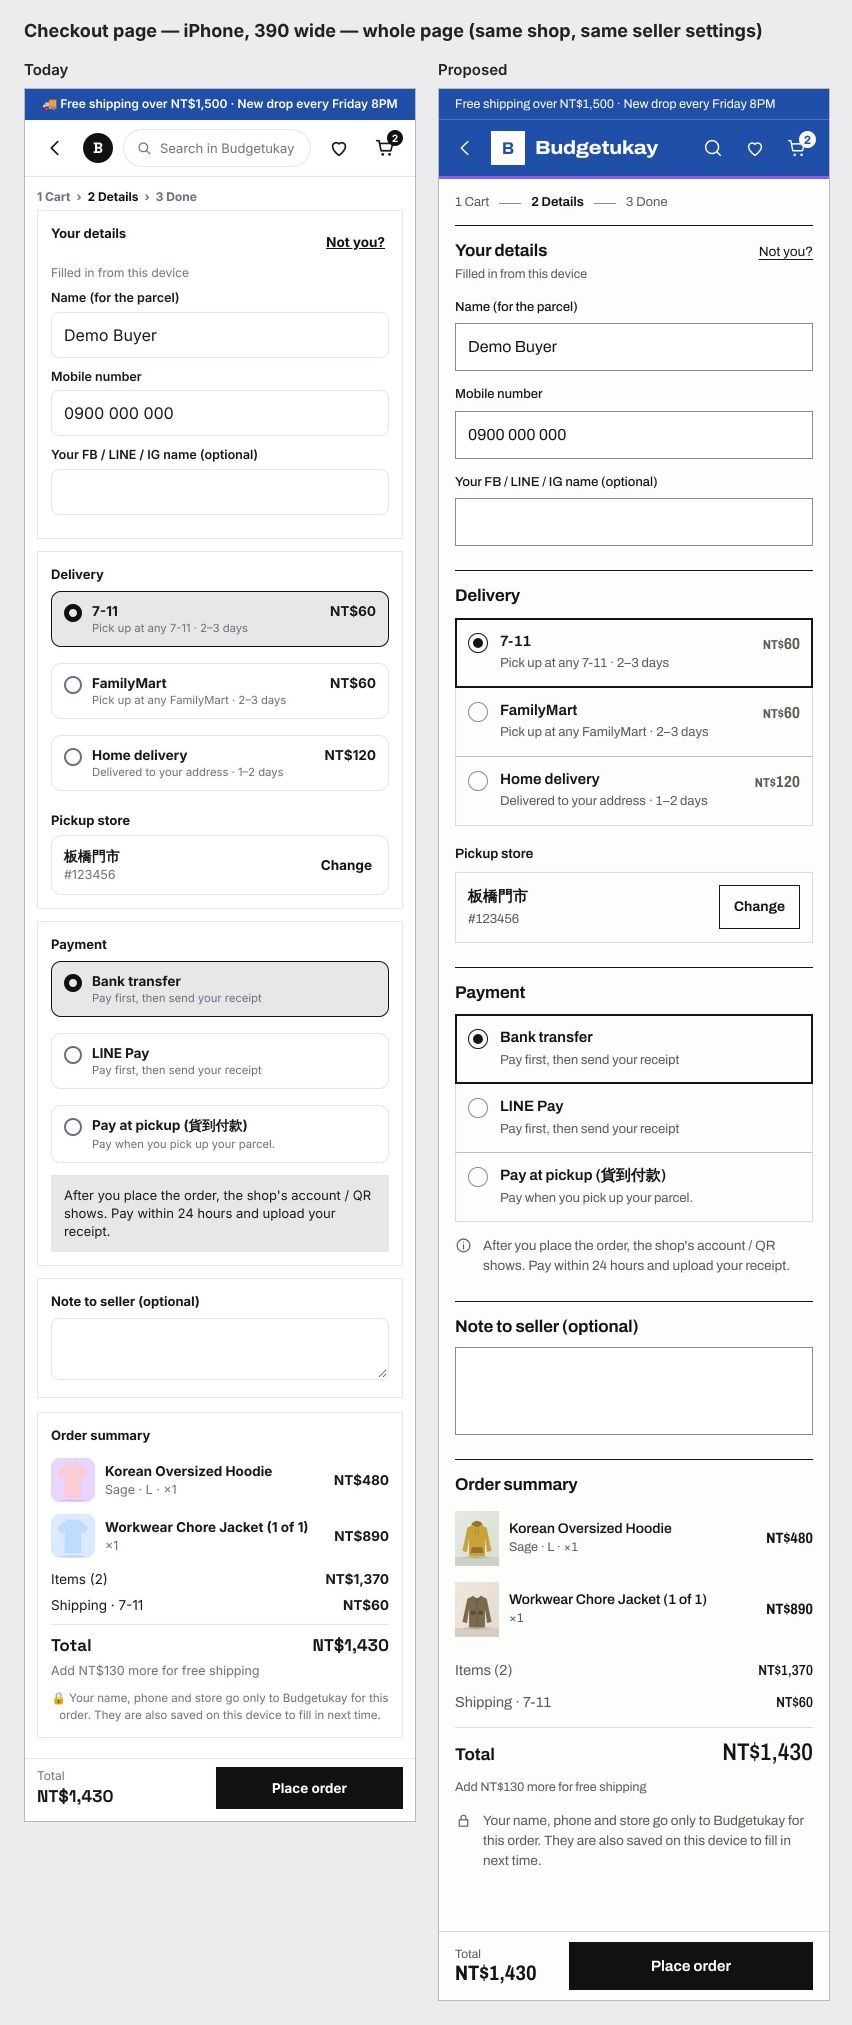 Checkout page — iPhone, 390 wide — whole page (same shop, same seller settings)
Today
🚚 Free shipping over NT$1,500 · New drop every Friday 8PM
B
Search in Budgetukay
2
1 Cart › 2 Details › 3 Done
Your details
Not you?
Filled in from this device
Name (for the parcel)
Demo Buyer
Mobile number
0900 000 000
Your FB / LINE / IG name (optional)
Delivery
7-11 NT$60
Pick up at any 7-11 · 2–3 days
FamilyMart NT$60
Pick up at any FamilyMart · 2–3 days
Home delivery NT$120
Delivered to your address · 1–2 days
Pickup store
板橋門市
#123456
Change
Payment
Bank transfer
Pay first, then send your receipt
LINE Pay
Pay first, then send your receipt
Pay at pickup (貨到付款)
Pay when you pick up your parcel.
After you place the order, the shop's account / QR
shows. Pay within 24 hours and upload your
receipt.
Note to seller (optional)
Order summary
Korean Oversized Hoodie NT$480
Sage · L · ×1
Workwear Chore Jacket (1 of 1) NT$890
×1
Items (2) NT$1,370
Shipping · 7-11 NT$60
Total NT$1,430
Add NT$130 more for free shipping
🔒 Your name, phone and store go only to Budgetukay for this
order. They are also saved on this device to fill in next time.
Total
NT$1,430
Place order
Proposed
Free shipping over NT$1,500 · New drop every Friday 8PM
B Budgetukay
2
1 Cart — 2 Details — 3 Done
Your details
Not you?
Filled in from this device
Name (for the parcel)
Demo Buyer
Mobile number
0900 000 000
Your FB / LINE / IG name (optional)
Delivery
7-11 NT$60
Pick up at any 7-11 · 2–3 days
FamilyMart NT$60
Pick up at any FamilyMart · 2–3 days
Home delivery NT$120
Delivered to your address · 1–2 days
Pickup store
板橋門市
#123456
Change
Payment
Bank transfer
Pay first, then send your receipt
LINE Pay
Pay first, then send your receipt
Pay at pickup (貨到付款)
Pay when you pick up your parcel.
After you place the order, the shop's account / QR
shows. Pay within 24 hours and upload your receipt.
Note to seller (optional)
Order summary
Korean Oversized Hoodie NT$480
Sage · L · ×1
Workwear Chore Jacket (1 of 1) NT$890
×1
Items (2) NT$1,370
Shipping · 7-11 NT$60
Total NT$1,430
Add NT$130 more for free shipping
Your name, phone and store go only to Budgetukay for
this order. They are also saved on this device to fill in
next time.
Total
NT$1,430
Place order